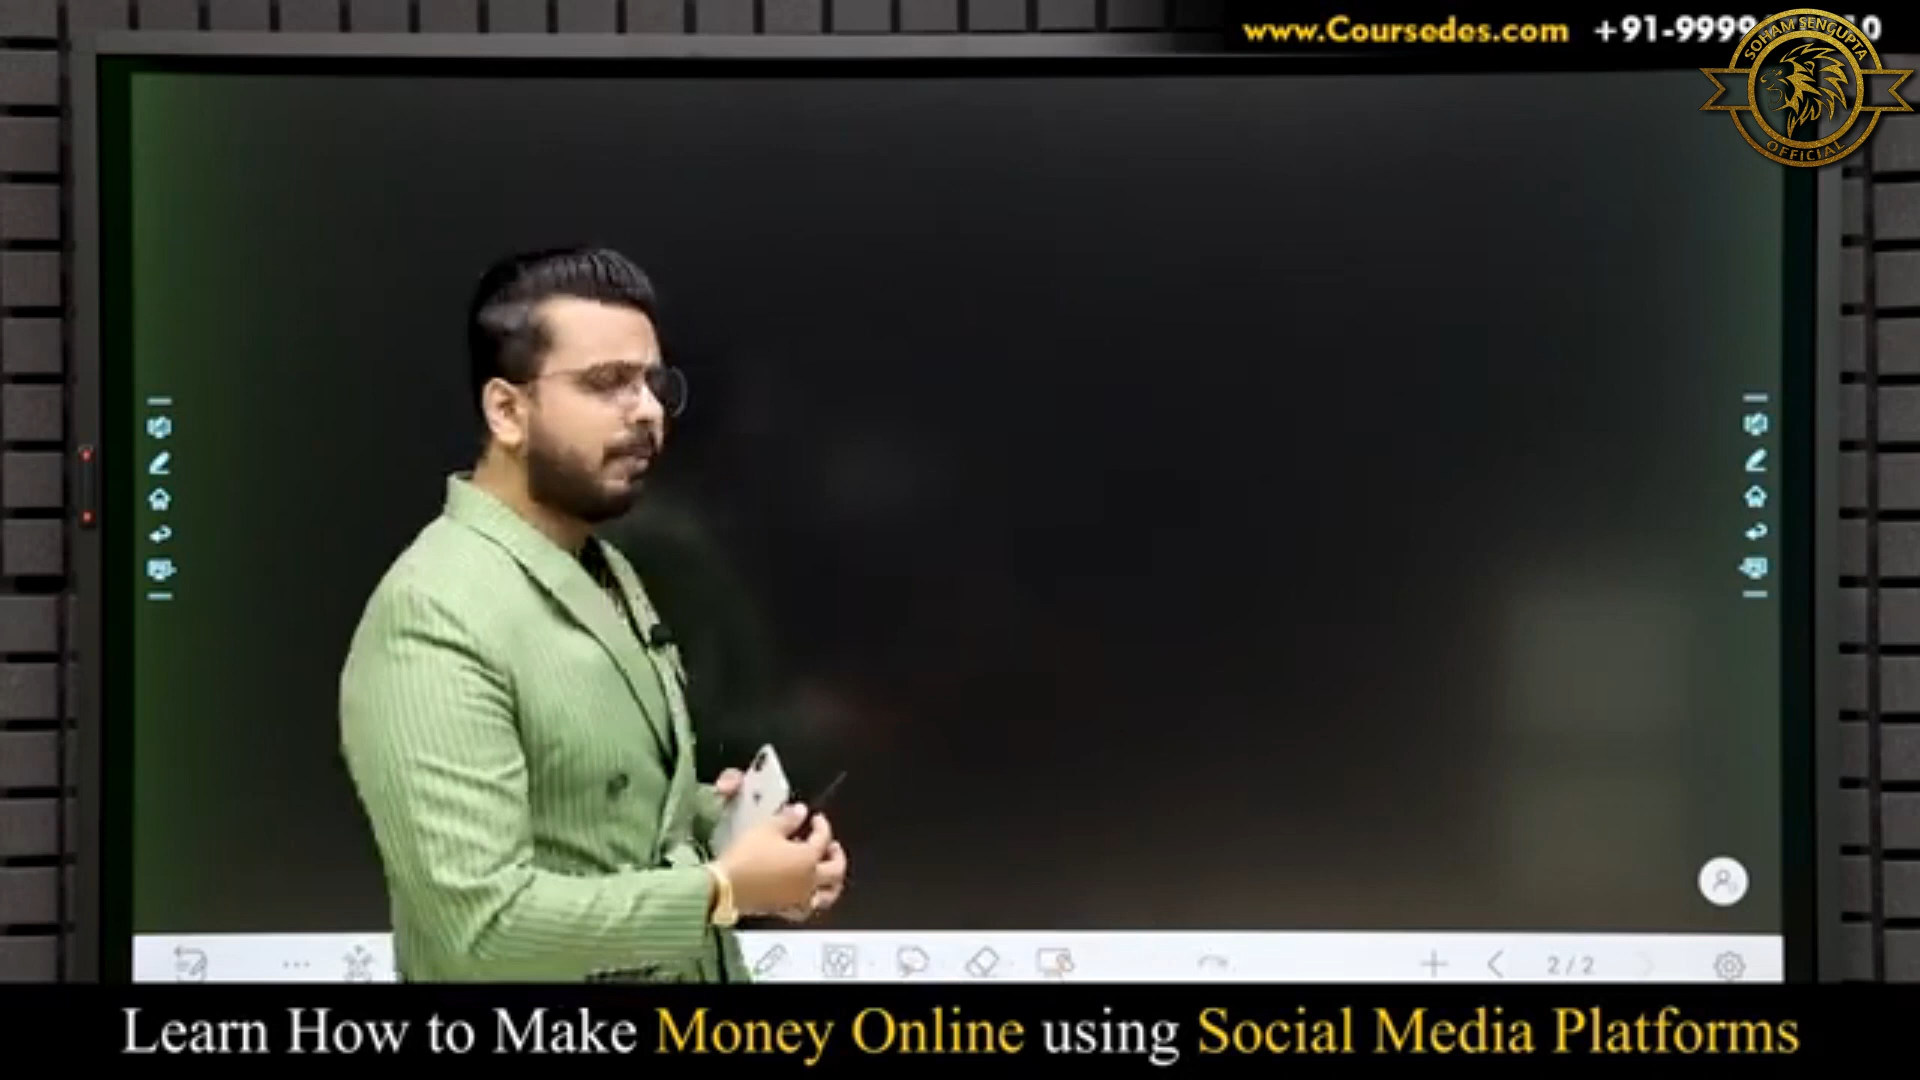 www.Coursedes.com
SOHAM SENGUPTA
OFFICIAL
2/2
Learn How to Make Money Online using Social Media Platforms